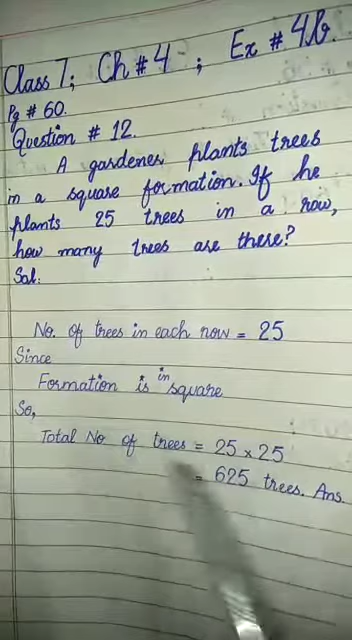 Class 7; Ch # 4 ; Ex # 4b.
Pg # 60.
Question # 12.
A gardener plants trees
in a square formation. If he
plants 25 trees in a row,
how many trees are there?
Sol:
No. of trees in each row = 25
Since
Formation is in square
So,
Total No of trees = 25 × 25
= 625 trees. Ans.